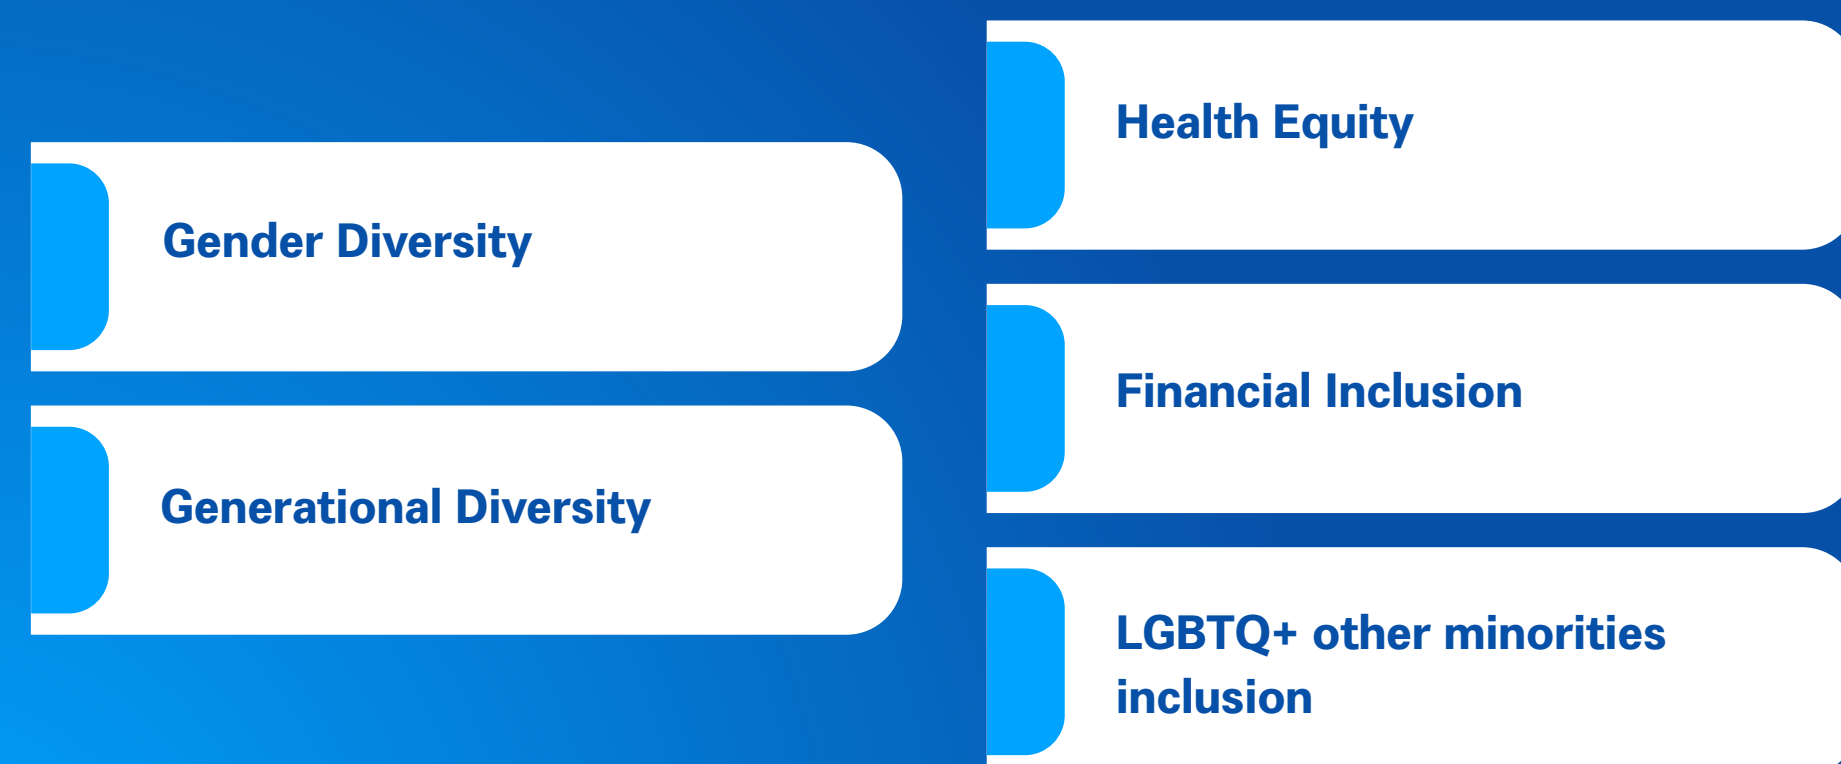 Gender Diversity
Generational Diversity
Health Equity
Financial Inclusion
LGBTQ+ other minorities
inclusion